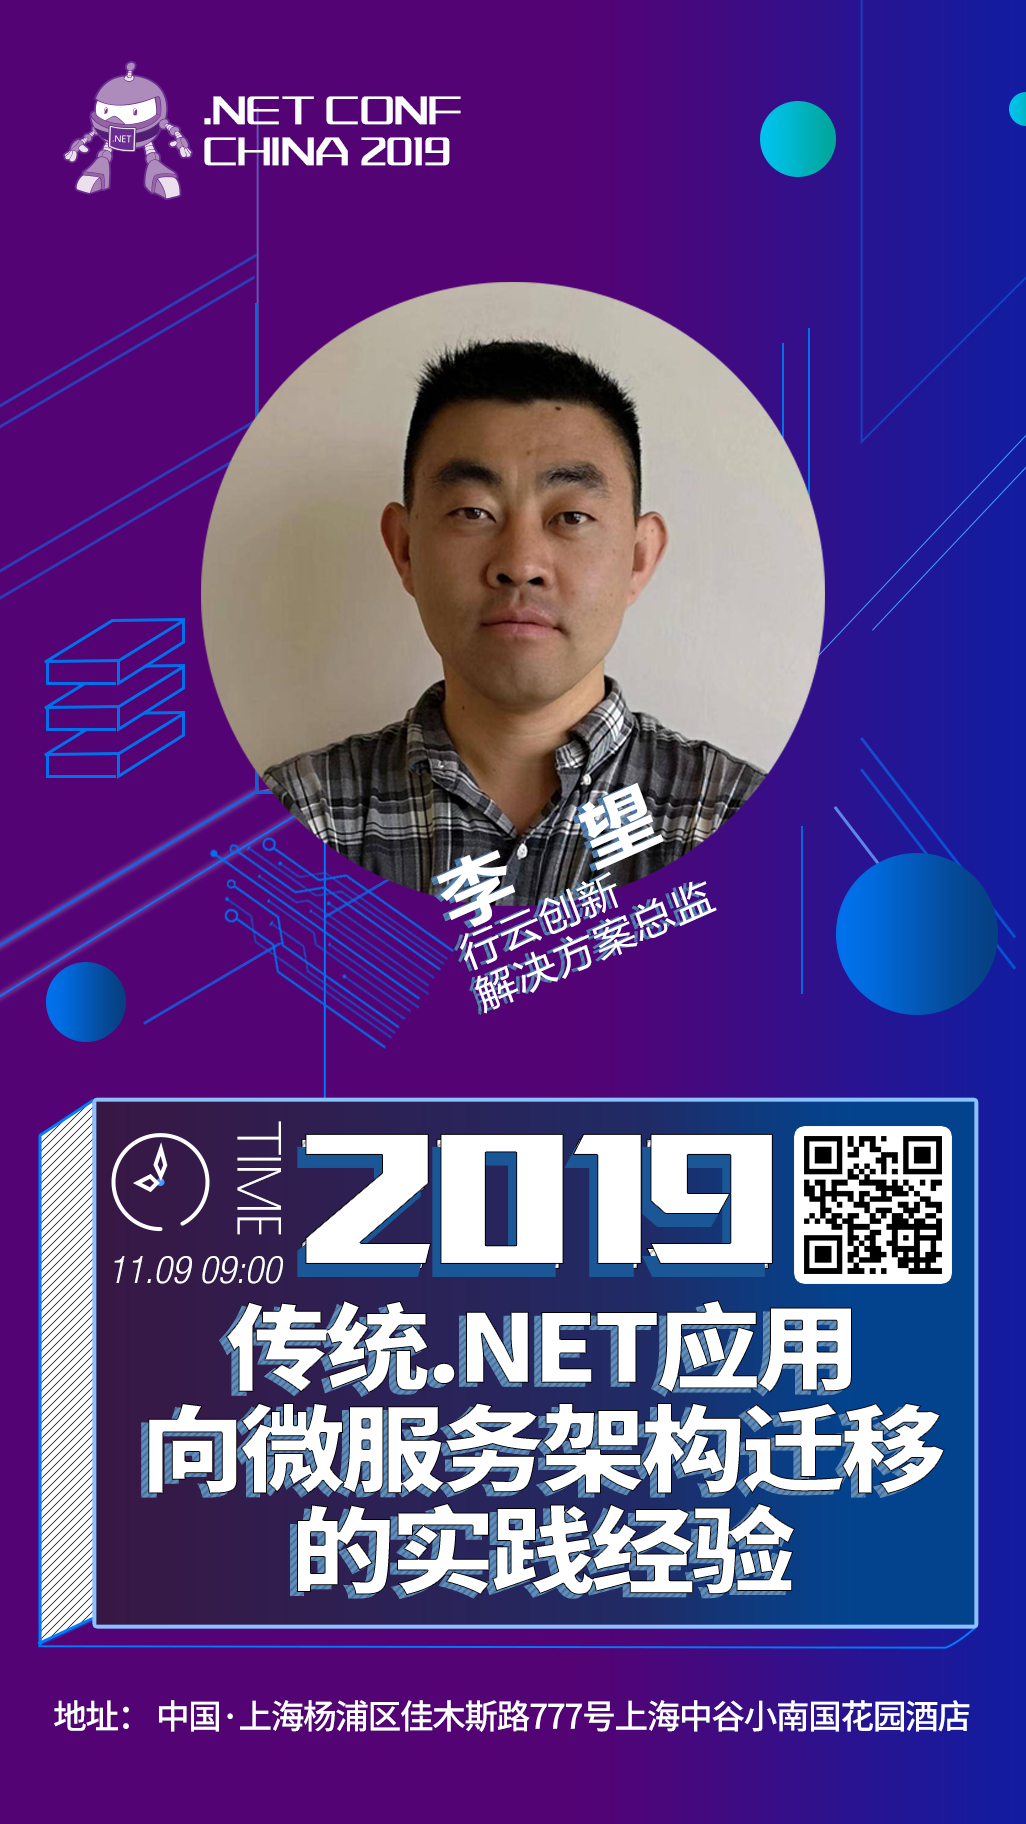 .NET
.NET CONF
CHINA 2019
李 望
行云创新
解决方案总监
TIME
2019
11.09 09:00
传统.NET应用
向微服务架构迁移
的实践经验
地址： 中国·上海杨浦区佳木斯路777号上海中谷小南国花园酒店